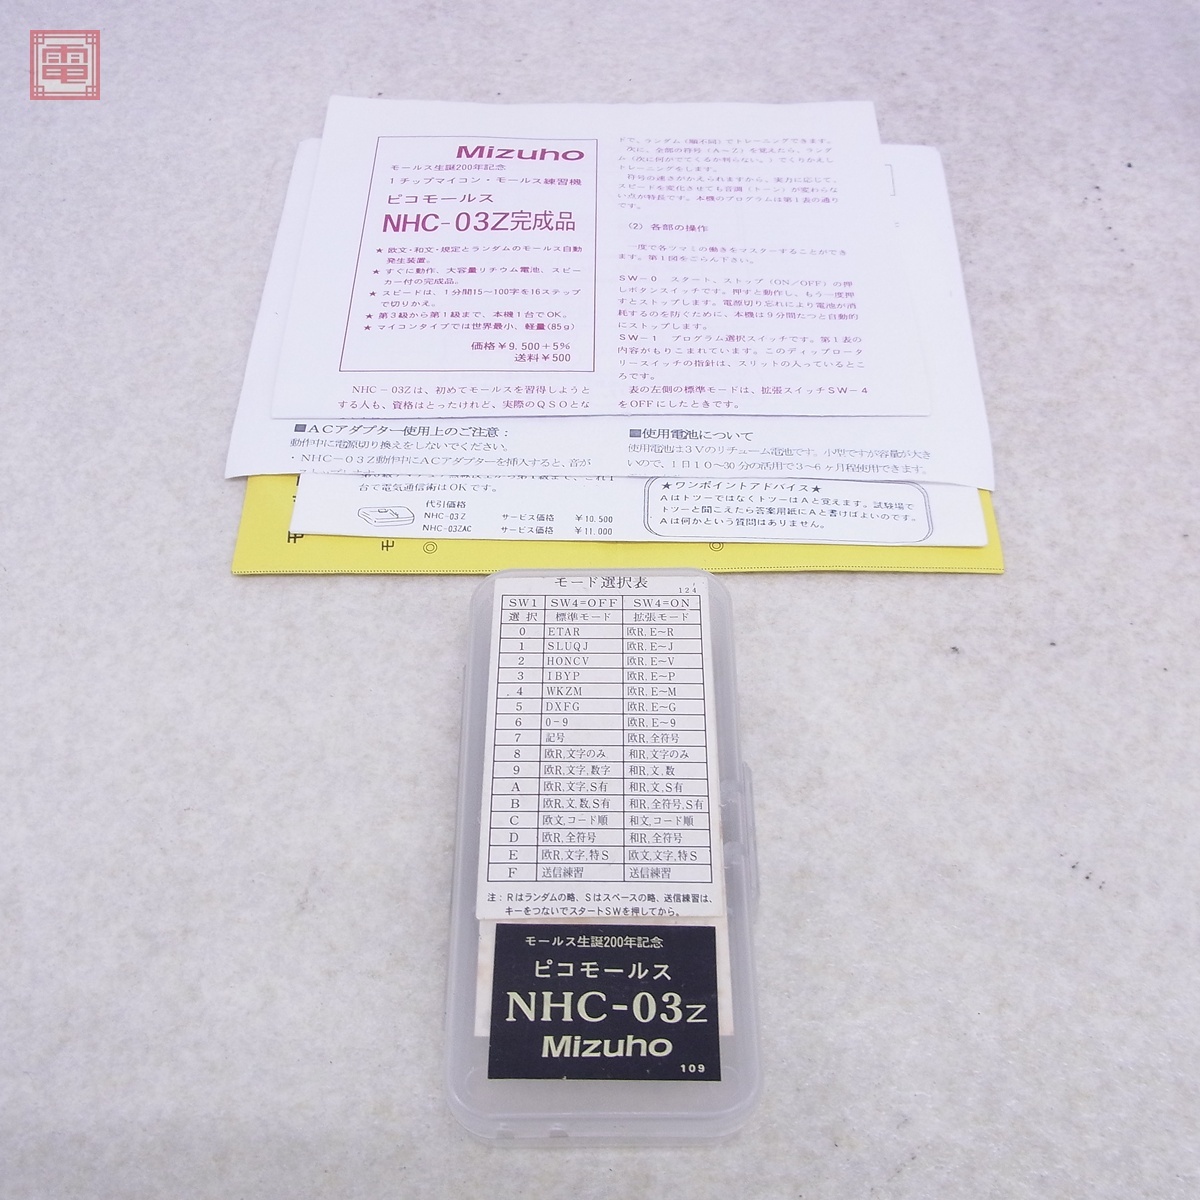 電
Mizuho
モールス生誕200年記念
1チップマイコン・モールス練習機
ピコモールス
NHC-03Z完成品
★ 欧文・和文・規定とランダムのモールス自動
発生装置。
★ すぐに動作、大容量リチウム電池、スピー
カー付の完成品。
★ スピードは、1分間15〜100字を16ステップ
で切りかえ。
★ 第3級から第1級まで、本機1台でOK。
★ マイコンタイプでは世界最小、軽量(85g)
価格￥9.500+5%
送料￥500
NHC-03Zは、初めてモールスを習得しようと
する人も、資格はとったけれど、実際のQSOとな
ドで、ランダム(順不同)でトレーニングできます。
次に、全部の符号(A〜Z)を覚えたら、ランダ
ム(次に何がでてくるか判らない。)でくりかえし
トレーニングをします。
符号の速さがかえられますから、実力に応じて、
スピードを変化させても音調(トーン)が変わらな
い点が特長です。本機のプログラムは第1表の通り
です。
(2) 各部の操作
一度で各ツマミの働きをマスターすることができ
ます。第1図をごらん下さい。
SW-0 スタート、ストップ(ON/OFF)の押
しボタンスイッチです。押すと動作し、もう一度押
すとストップします。電源切り忘れにより電池が消
耗するのを防ぐために、本機は9分間たつと自動的
にストップします。
SW-1 プログラム選択スイッチです。第1表の
内容がもりこまれています。このディップロータ
リースイッチの指針は、スリットの入っているとこ
ろです。
表の左側の標準モードは、拡張スイッチSW-4
をOFFにしたときです。
■ACアダプター使用上のご注意：
動作中に電源切り換えをしないでください。
・NHC-03Z動作中にACアダプターを挿入すると、音が
■使用電池について
使用電池は3Vのリチューム電池です。小型ですが容量が大き
いので、1日10〜30分の活用で3〜6ヶ月程使用できます。
台で電気通信術はOKです。
代引価格
NHC-03Z サービス価格 ￥10.500
NHC-03ZAC サービス価格 ￥11.000
★ワンポイントアドバイス★
AはトツーではなくトツーはAと覚えます。試験場で
トツーと聞こえたら答案用紙にAと書けばよいのです。
Aは何かという質問はありません。
モード選択表
124
SW1 SW4=OFF SW4=ON
選択 標準モード 拡張モード
0 ETAR 欧R,E〜R
1 SLUQJ 欧R,E〜J
2 HONCV 欧R,E〜V
3 IBYP 欧R,E〜P
4 WKZM 欧R,E〜M
5 DXFG 欧R,E〜G
6 0-9 欧R,E〜9
7 記号 欧R,全符号
8 欧R,文字のみ 和R,文字のみ
9 欧R,文字,数字 和R,文,数
A 欧R,文字,S有 和R,文,S有
B 欧R,文,数,S有 和R,全符号,S有
C 欧文,コード順 和文,コード順
D 欧R,全符号 和R,全符号
E 欧R,文字,特S 欧文,文字,特S
F 送信練習 送信練習
注：Rはランダムの略、Sはスペースの略、送信練習は、
キーをつないでスタートSWを押してから。
モールス生誕200年記念
ピコモールス
NHC-03Z
Mizuho
109